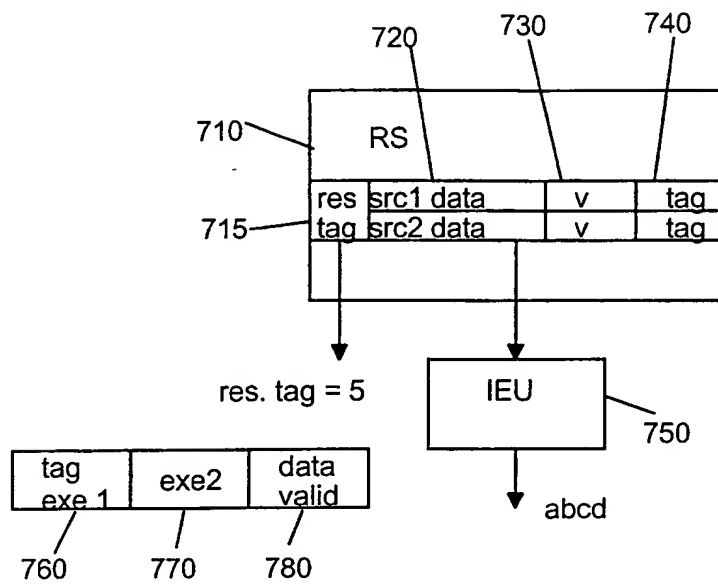 720 730 740
710
RS
res src1 data v tag
715 tag src2 data v tag
res. tag = 5
IEU
750
tag exe 1 exe2 data valid
abcd
760 770 780